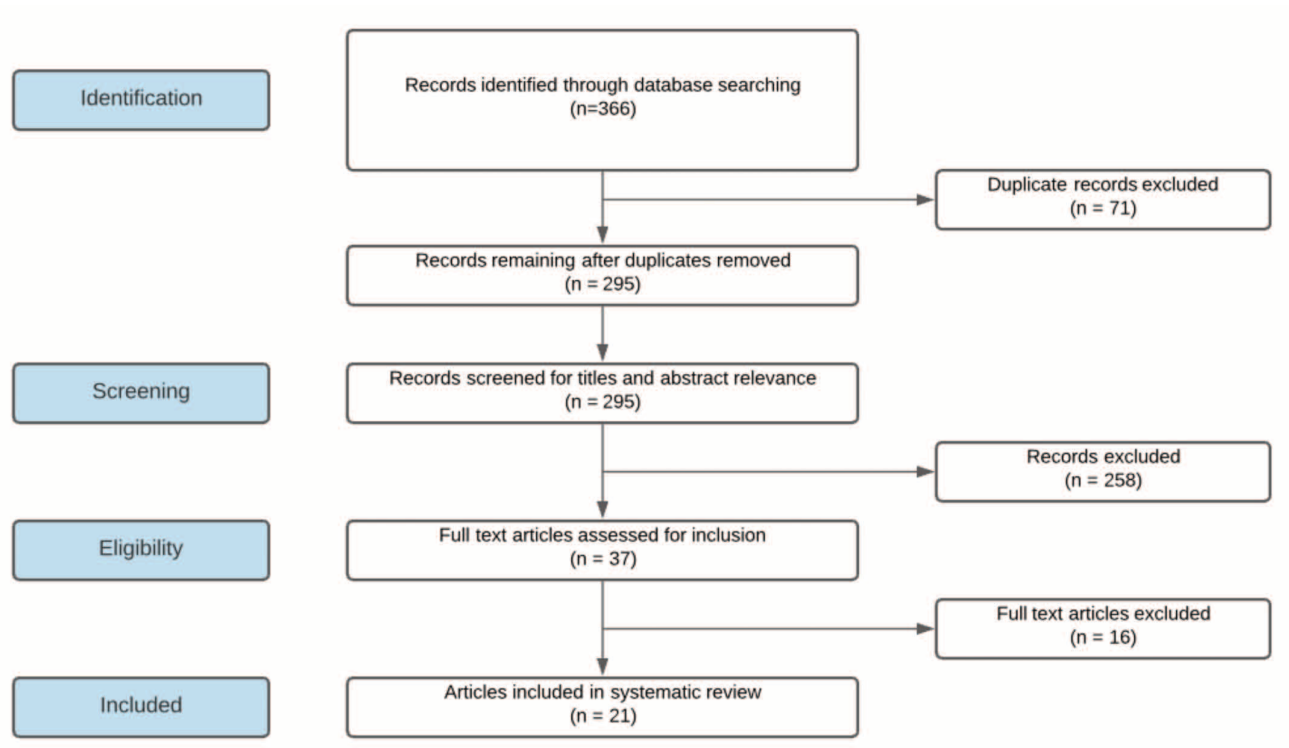 Identification
Records identified through database searching
(n=366)
Duplicate records excluded
(n = 71)
Records remaining after duplicates removed
(n = 295)
Screening
Records screened for titles and abstract relevance
(n = 295)
Records excluded
(n = 258)
Eligibility
Full text articles assessed for inclusion
(n = 37)
Full text articles excluded
(n = 16)
Included
Articles included in systematic review
(n = 21)